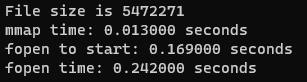 File size is 5472271
mmap time: 0.013000 seconds
fopen to start: 0.169000 seconds
fopen time: 0.242000 seconds